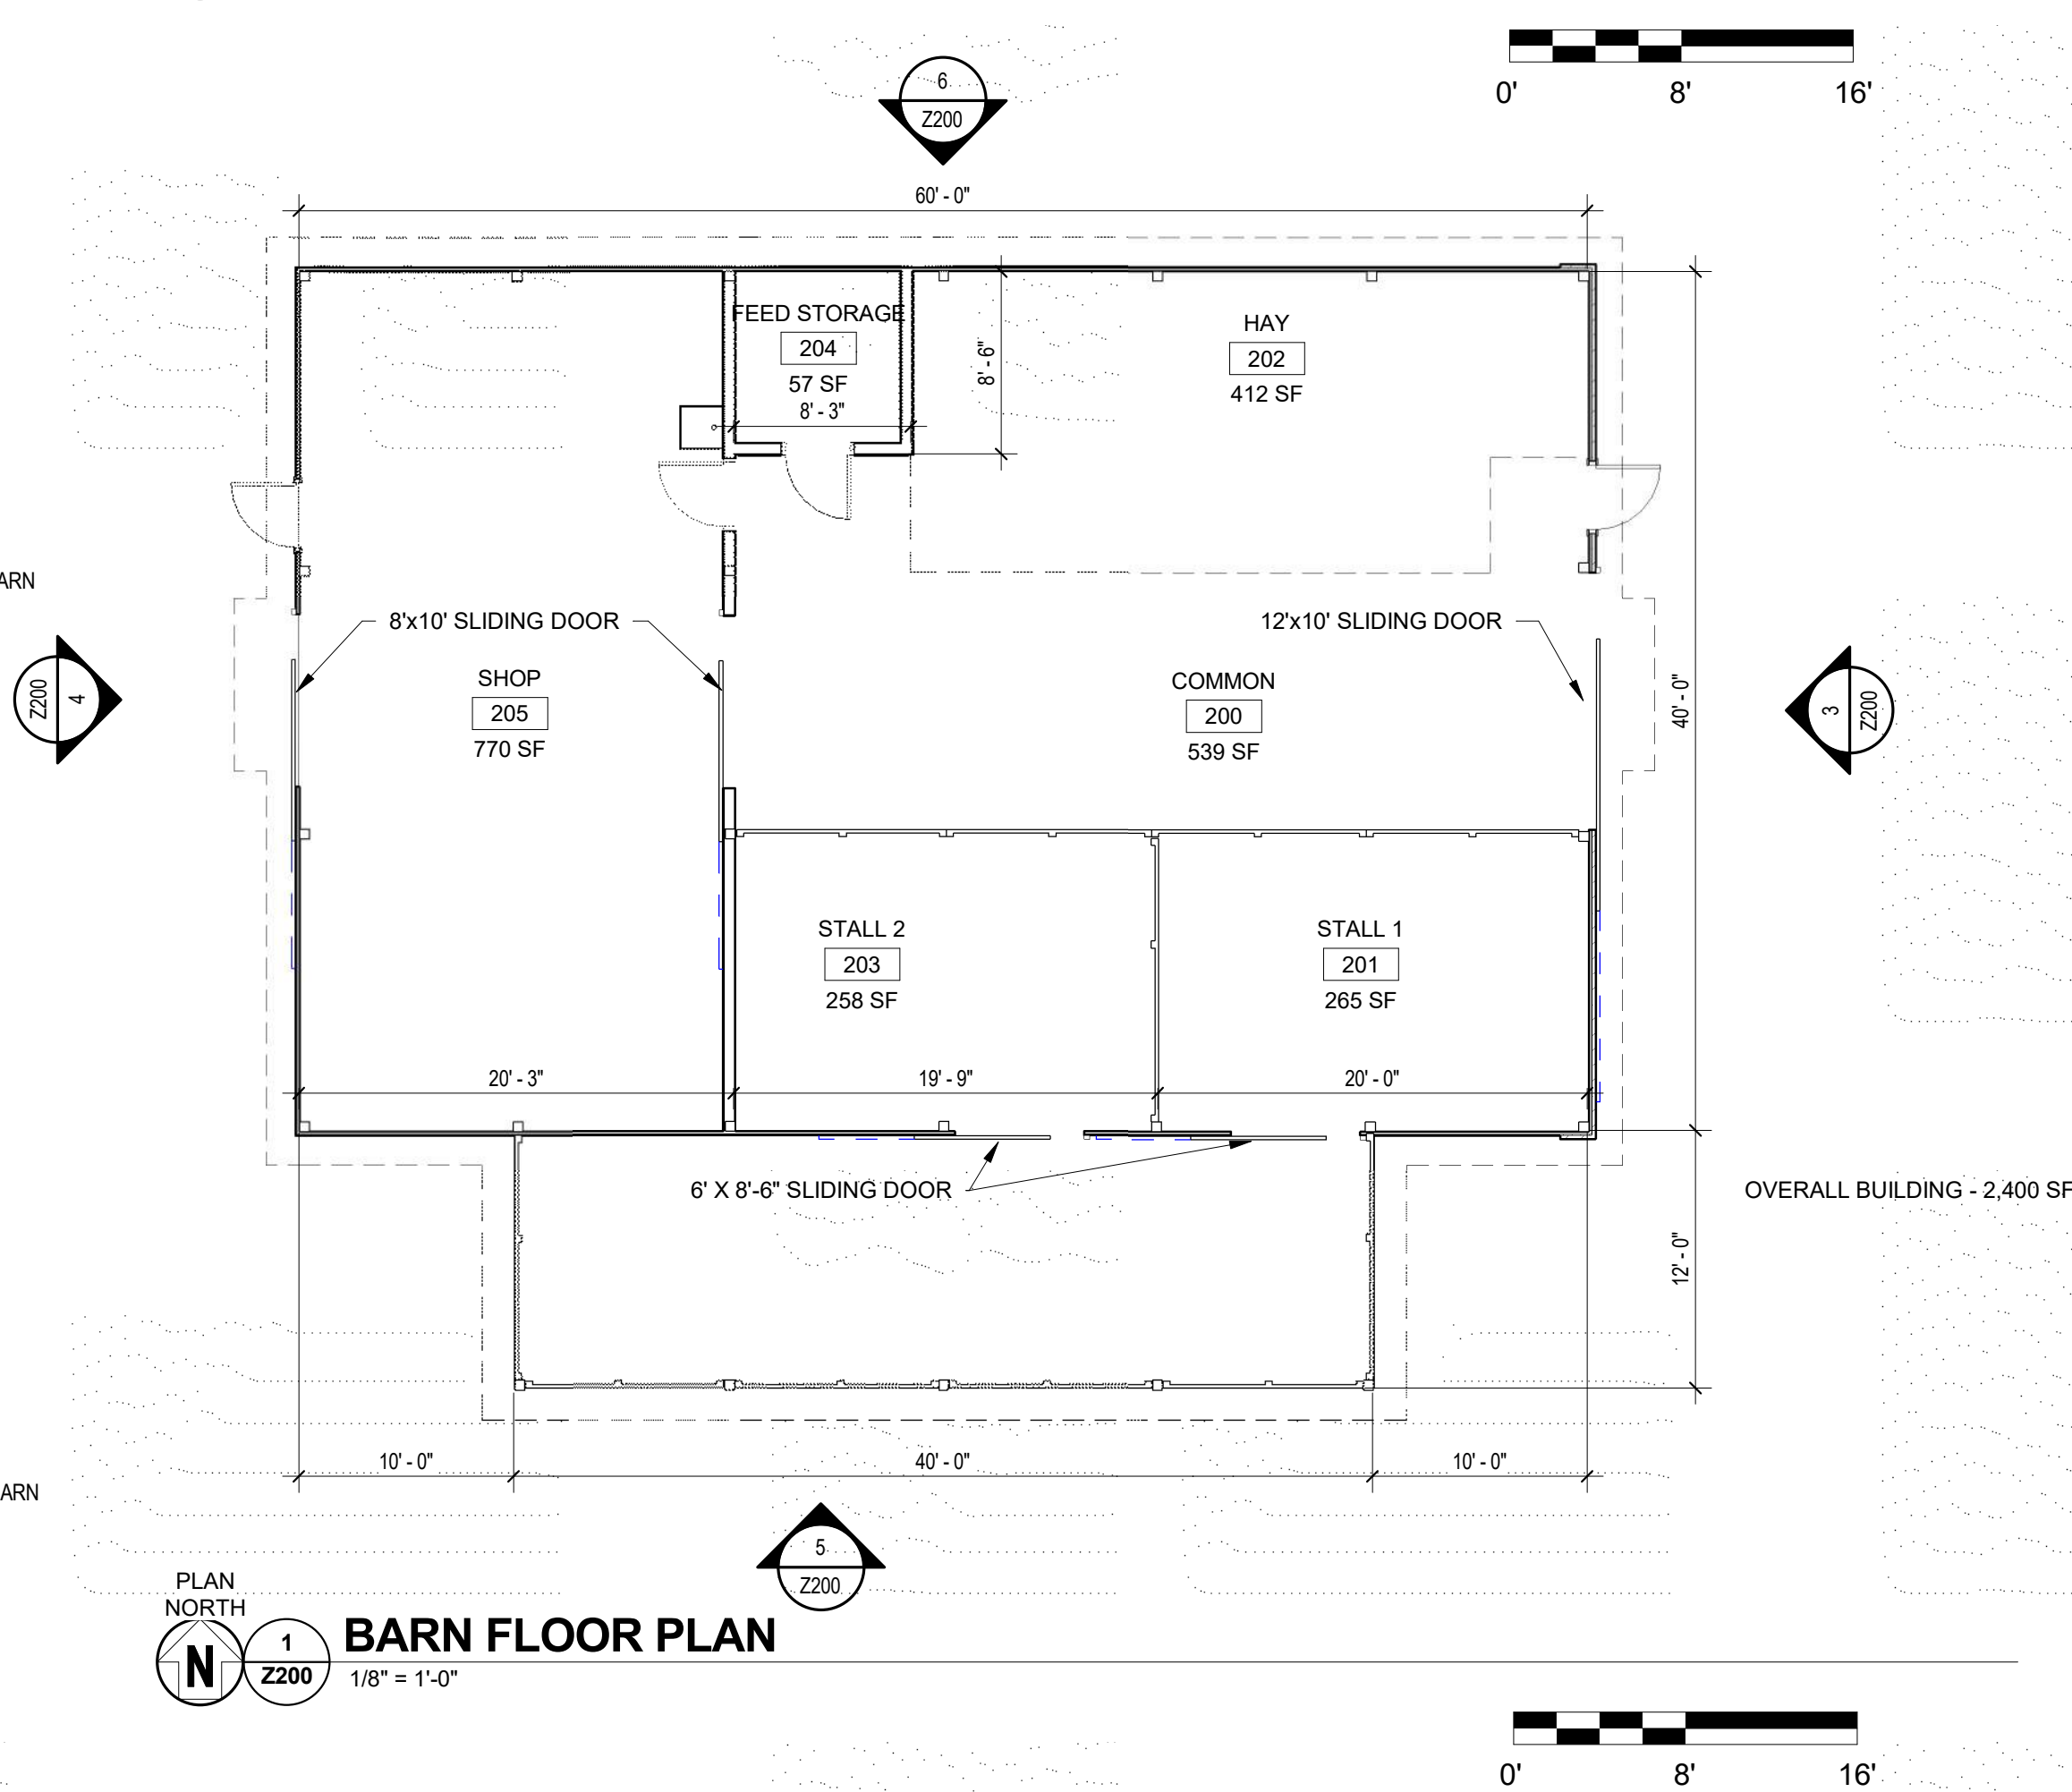 0' 8' 16'
6
Z200
60' - 0"
FEED STORAGE
204
57 SF
8' - 3"
8' - 6"
HAY
202
412 SF
ARN
8'x10' SLIDING DOOR
12'x10' SLIDING DOOR
Z200
4
SHOP
205
770 SF
COMMON
200
539 SF
40' - 0"
3
Z200
STALL 2
203
258 SF
STALL 1
201
265 SF
20' - 3"
19' - 9"
20' - 0"
6' X 8'-6" SLIDING DOOR
OVERALL BUILDING - 2,400 SF
12' - 0"
10' - 0"
40' - 0"
10' - 0"
ARN
5
Z200
PLAN
NORTH
N
1
Z200
BARN FLOOR PLAN
1/8" = 1'-0"
0' 8' 16'